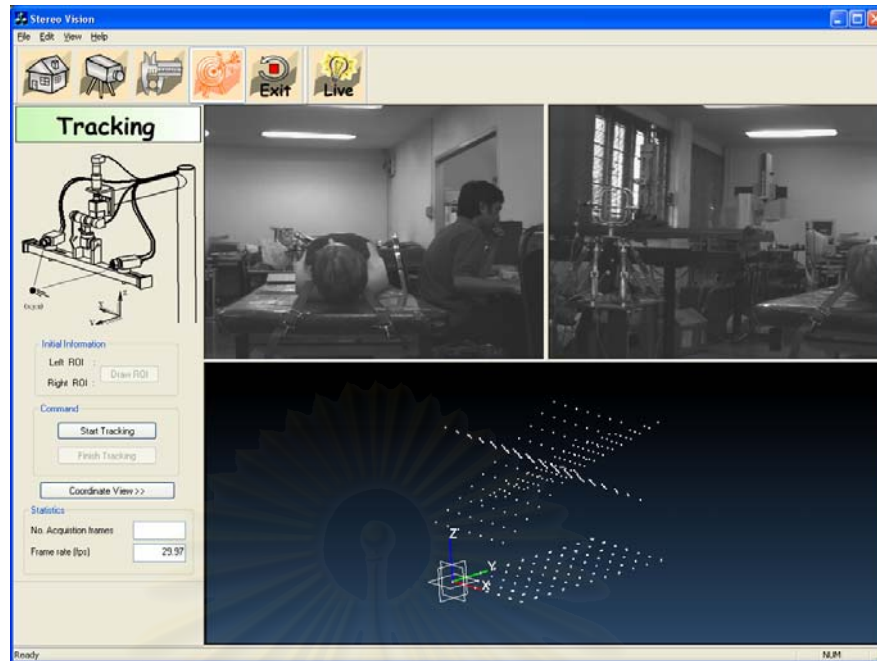 Stereo Vision
File Edit View Help
Exit
Live
Tracking
Z
X
Y
Initial Information
Left ROI :
Right ROI :
Draw ROI
Command
Start Tracking
Finish Tracking
Coordinate View >>
Statistics
No. Acquistion frames
Frame rate (fps)
29.97
Z
Y
X
Ready
NUM